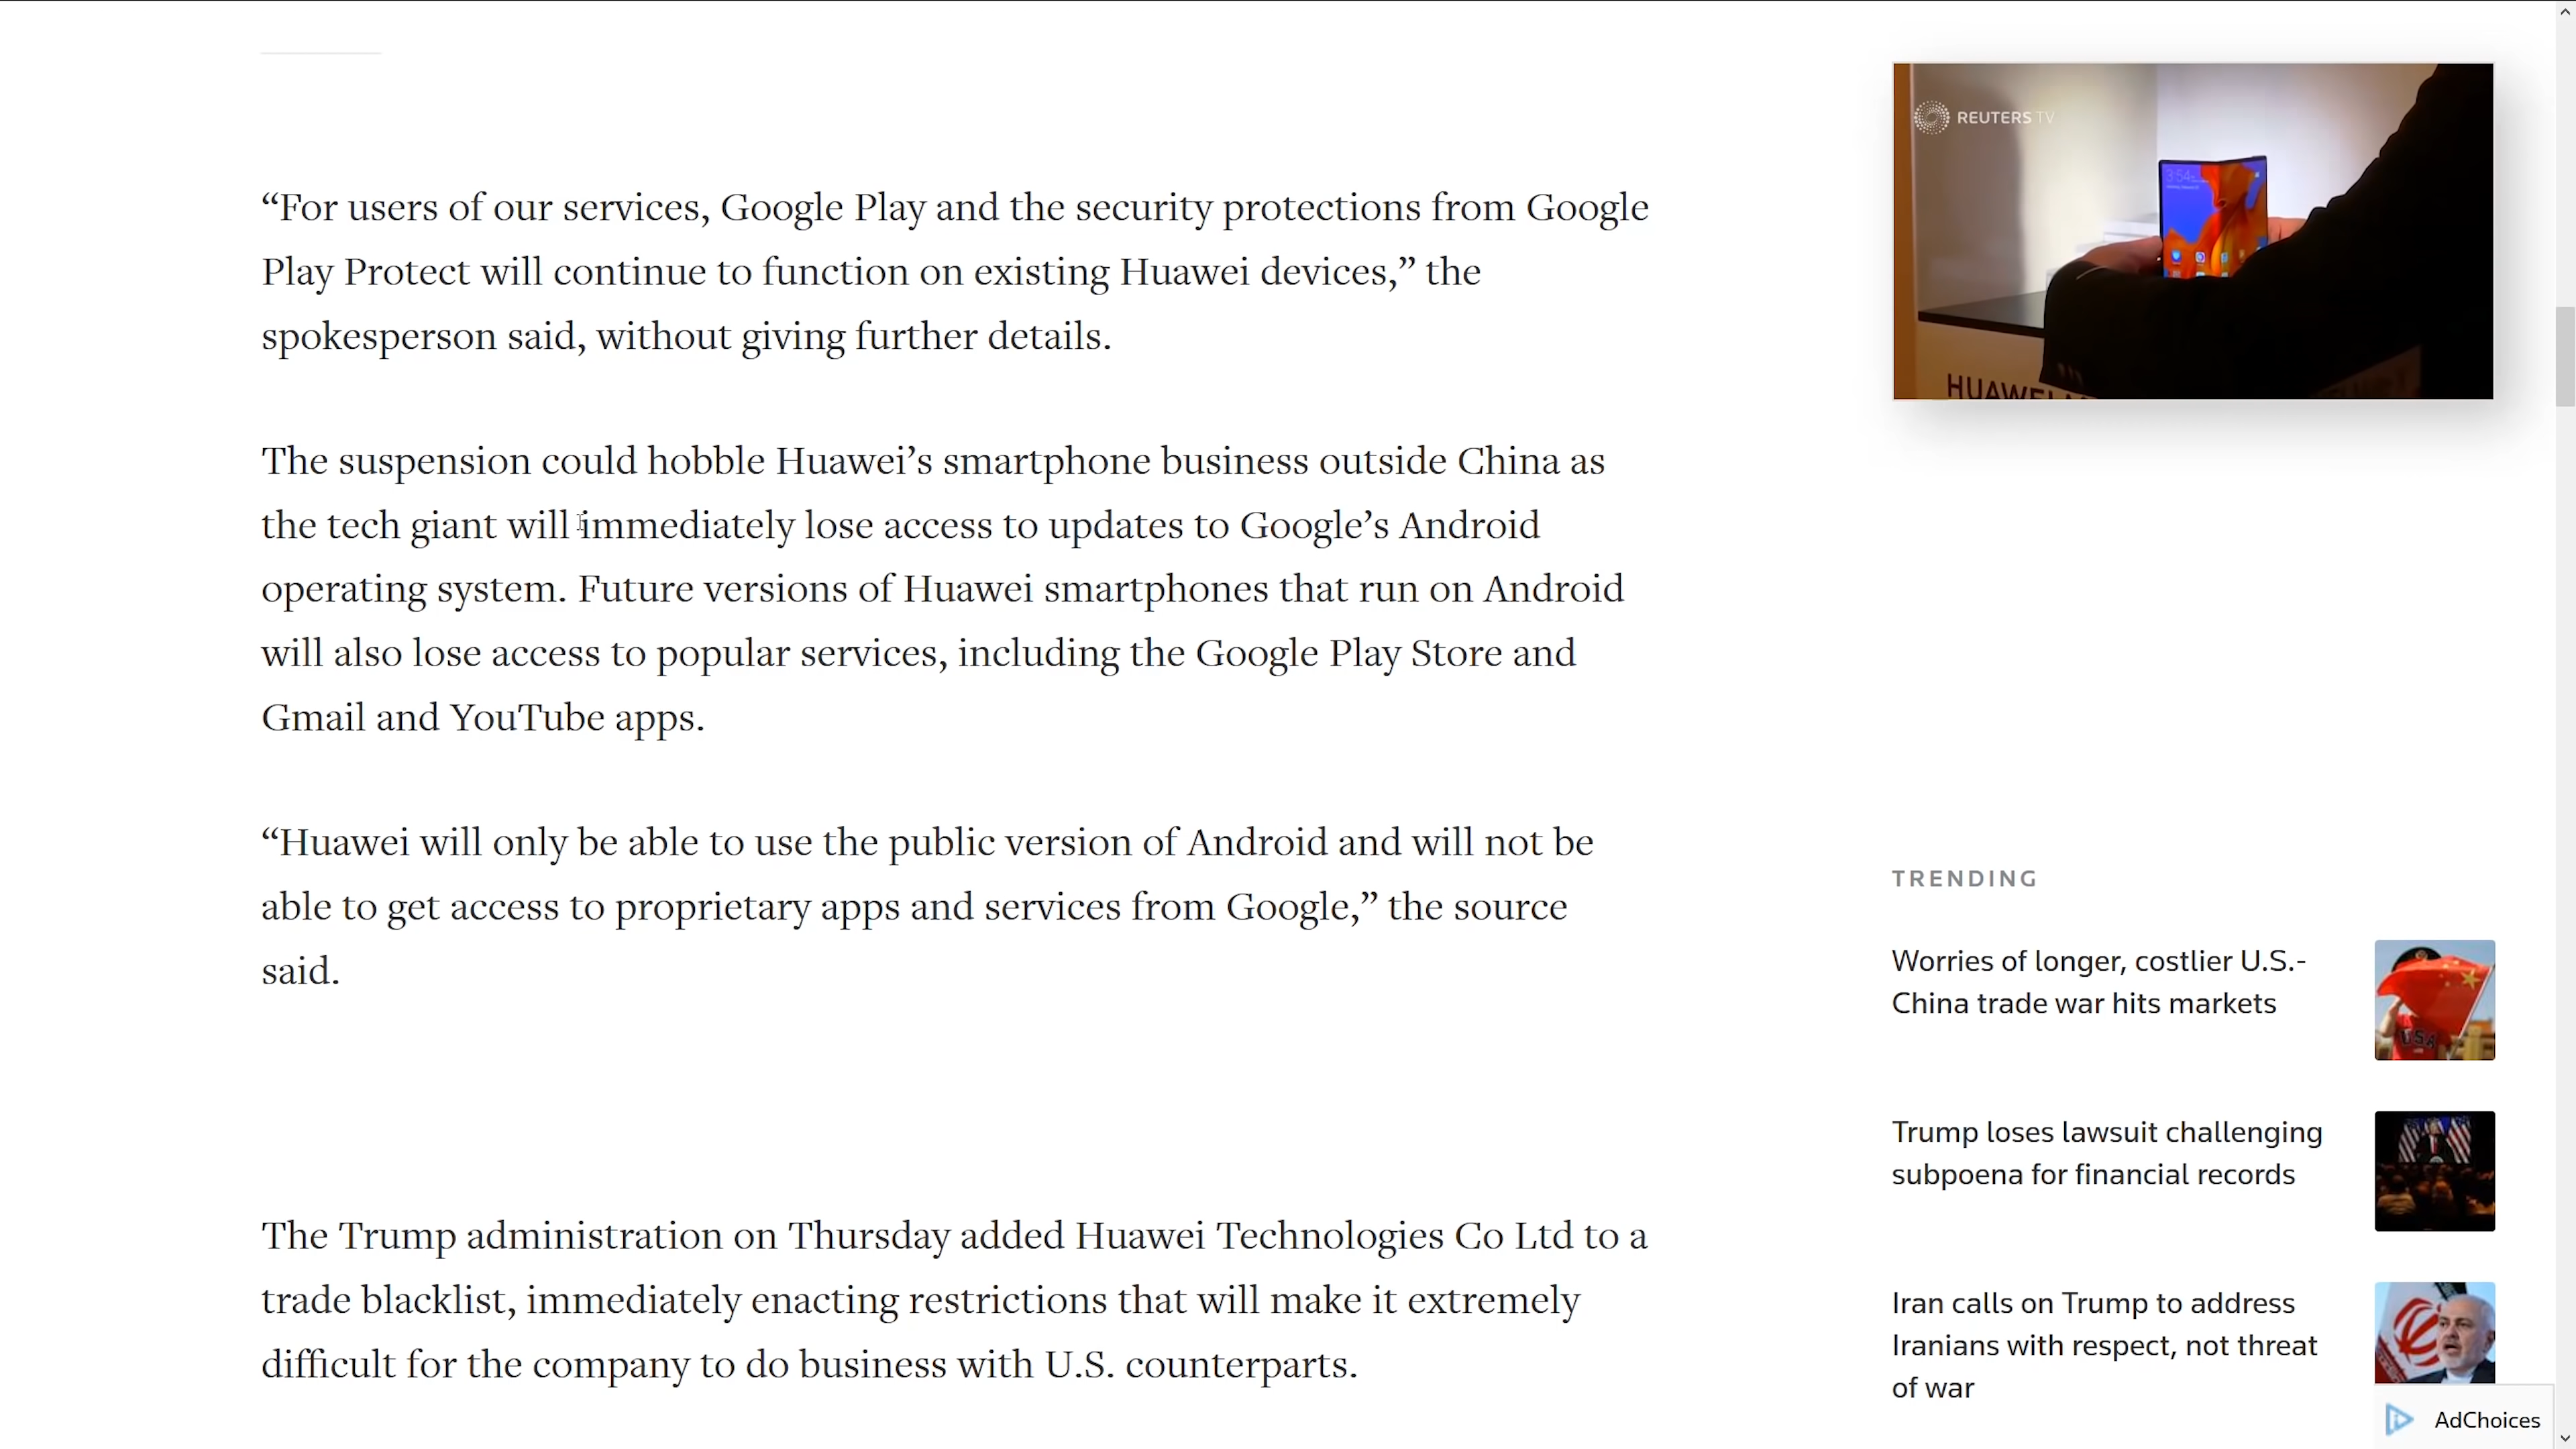 “For users of our services, Google Play and the security protections from Google
Play Protect will continue to function on existing Huawei devices,” the
spokesperson said, without giving further details.
The suspension could hobble Huawei’s smartphone business outside China as
the tech giant will immediately lose access to updates to Google’s Android
operating system. Future versions of Huawei smartphones that run on Android
will also lose access to popular services, including the Google Play Store and
Gmail and YouTube apps.
“Huawei will only be able to use the public version of Android and will not be
able to get access to proprietary apps and services from Google,” the source
said.
The Trump administration on Thursday added Huawei Technologies Co Ltd to a
trade blacklist, immediately enacting restrictions that will make it extremely
difficult for the company to do business with U.S. counterparts.
REUTERS TV
3:54
HUAWEI
TRENDING
Worries of longer, costlier U.S.-
China trade war hits markets
USA
Trump loses lawsuit challenging
subpoena for financial records
Iran calls on Trump to address
Iranians with respect, not threat
of war
AdChoices